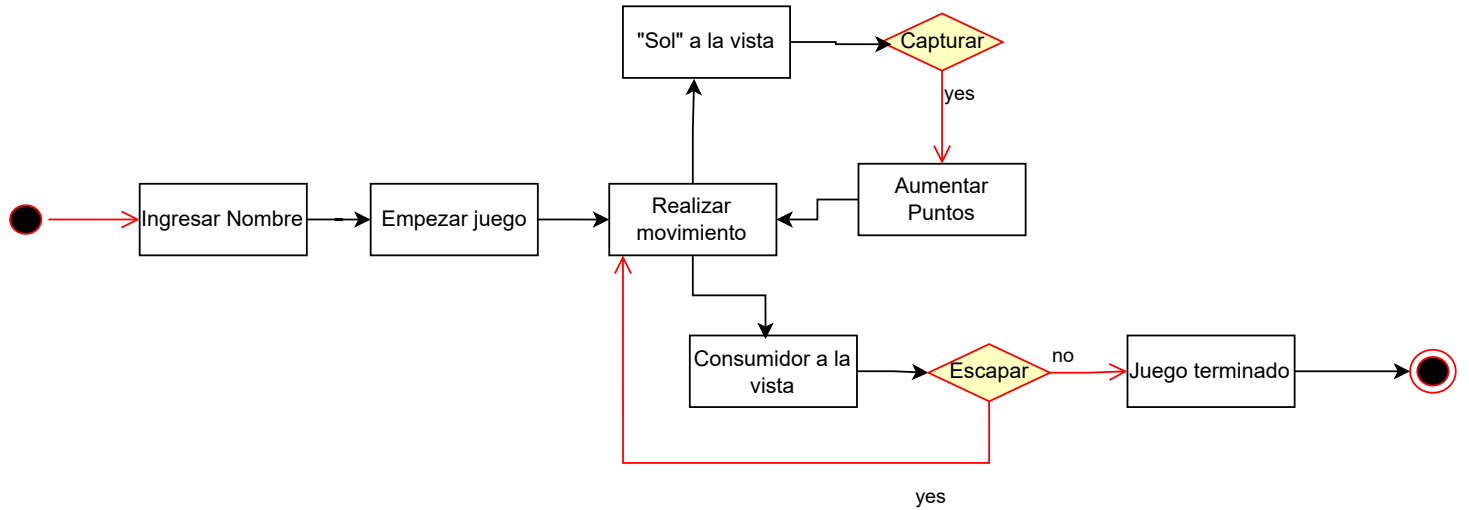 "Sol" a la vista
Capturar
yes
Ingresar Nombre
Empezar juego
Realizar
movimiento
Aumentar
Puntos
Consumidor a la
vista
Escapar
no
Juego terminado
yes